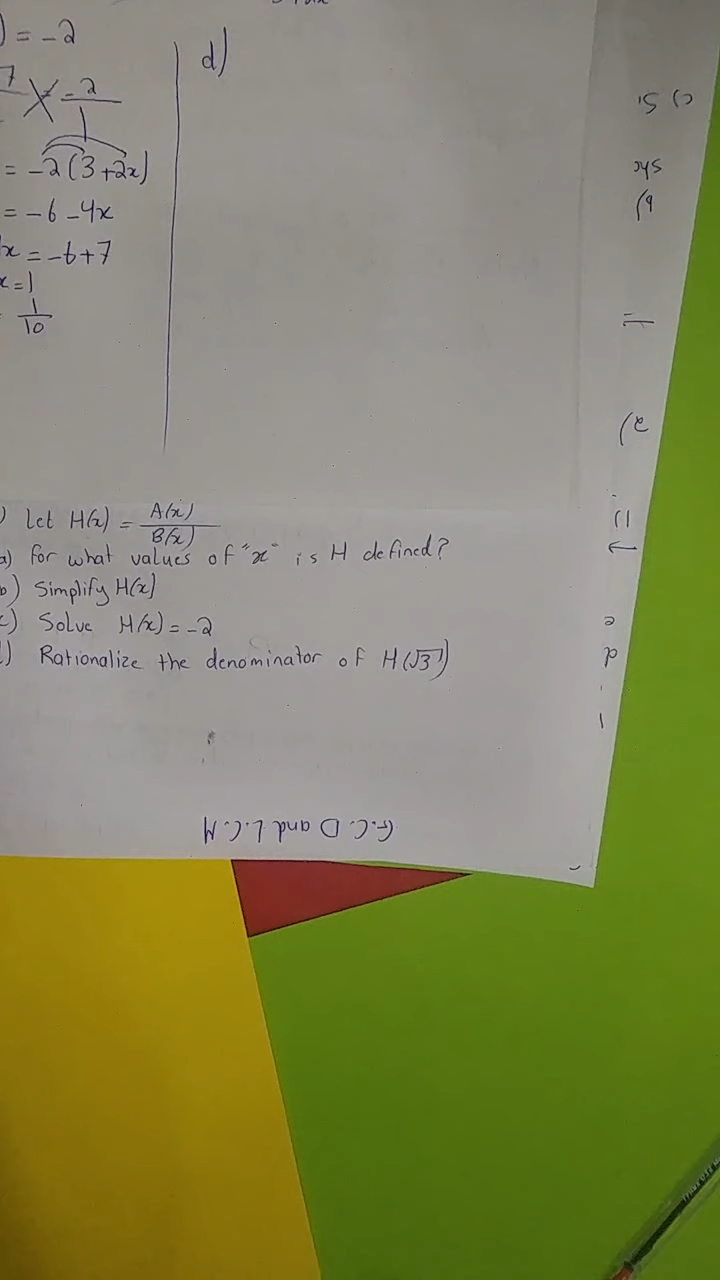 ) = -2
7 X -2
1
= -2(3+2x)
= -6 -4x
x = -6+7
x = 1
1
10
d)
) Let H(x) = A(x)
B(x)
a) for what values of "x" is H defined?
b) Simplify H(x)
c) Solve H(x) = -2
) Rationalize the denominator of H(√3)
G.C.D and L.C.M
c) Si
b)
a)